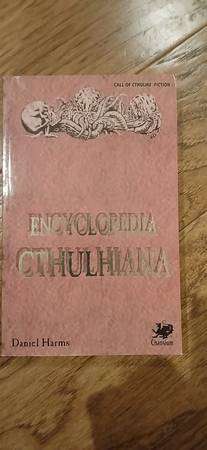 CALL OF CTHULHU FICTION
ENCYCLOPEDIA
CTHULHIANA
Daniel Harms
Chaosium